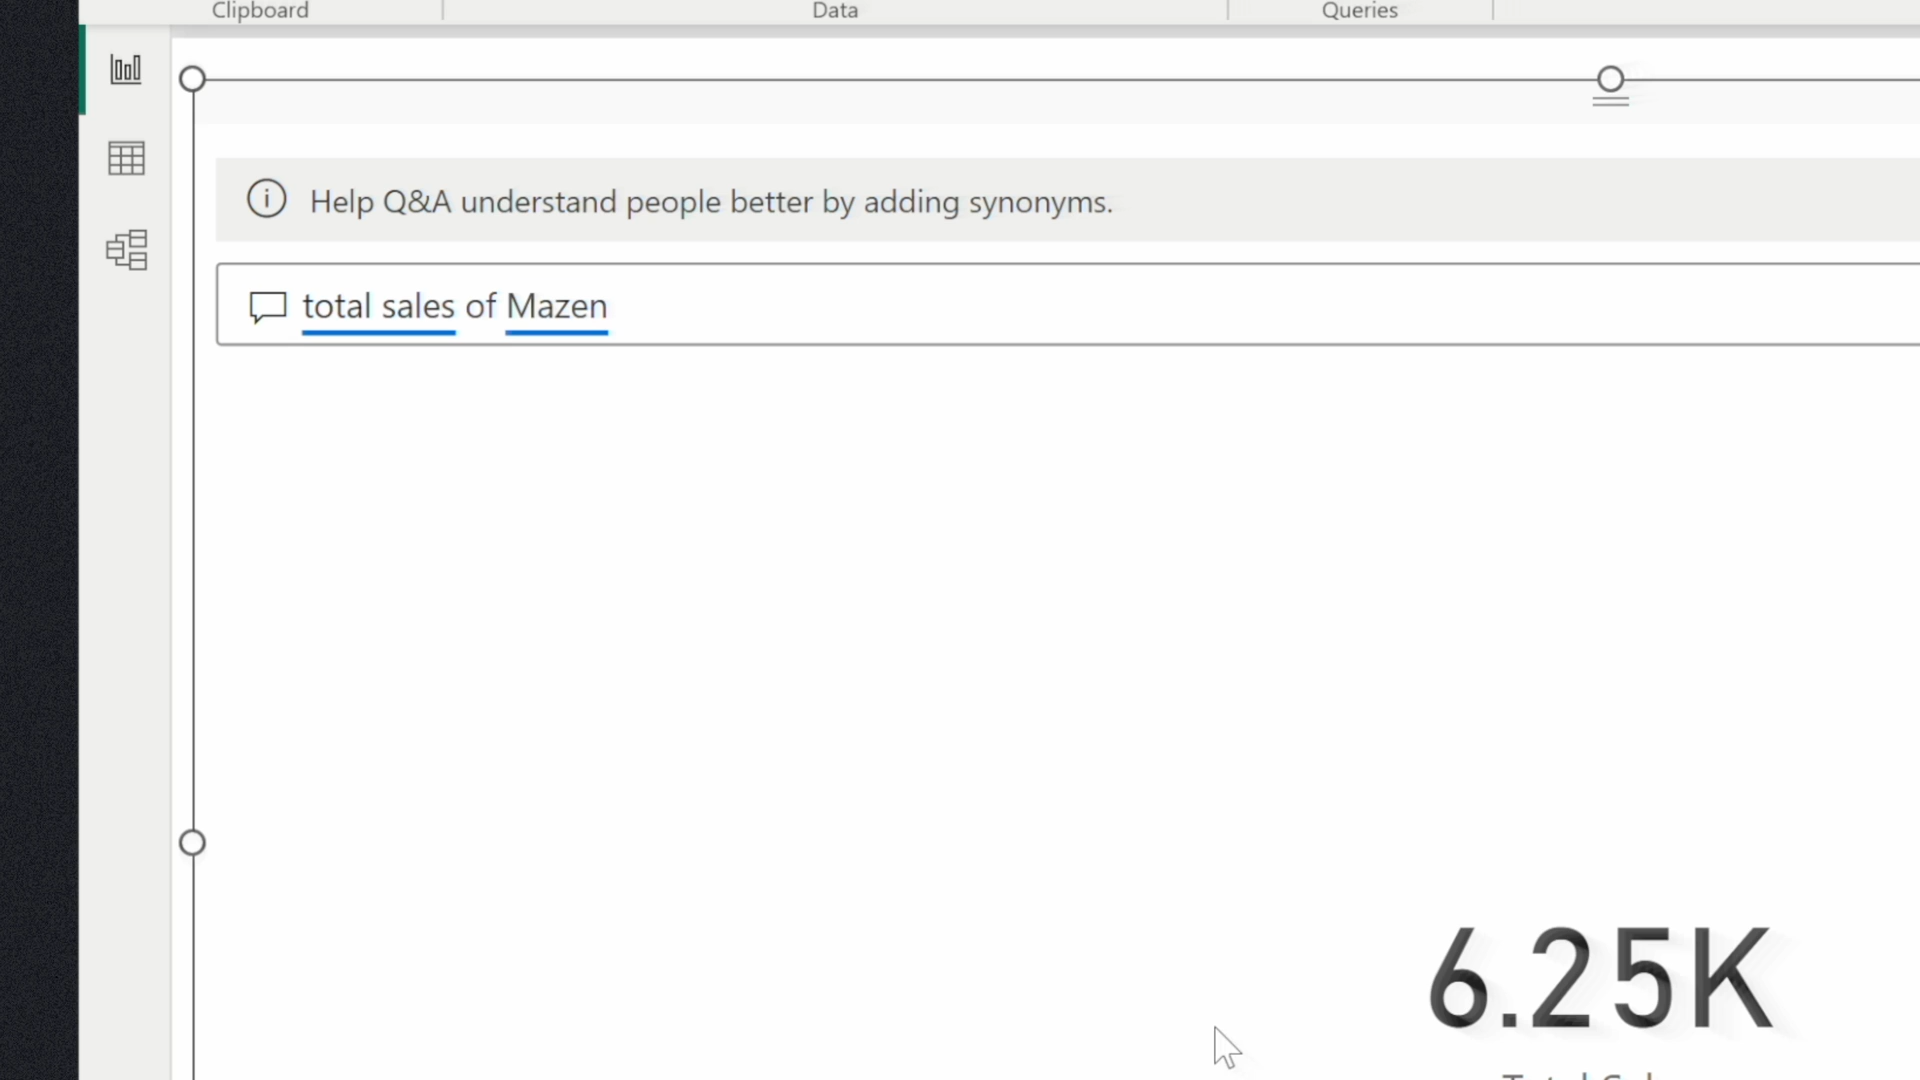 Clipboard
Data
Queries
Help Q&A understand people better by adding synonyms.
total sales of Mazen
6.25K